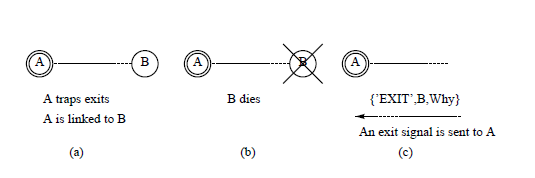 A B
A traps exits
A is linked to B
(a)
A B
B dies
(b)
A
{'EXIT',B,Why}
An exit signal is sent to A
(c)